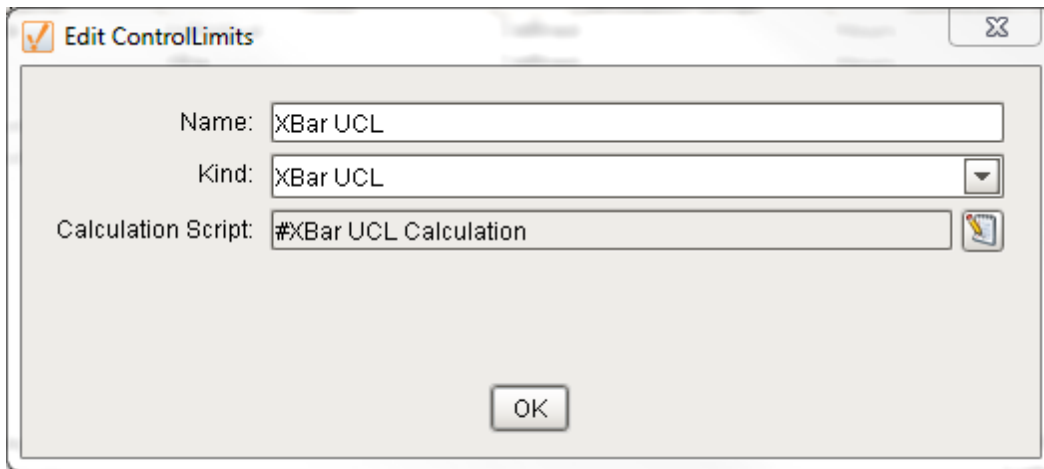 Edit ControlLimits
Name: XBar UCL
Kind: XBar UCL
Calculation Script: #XBar UCL Calculation
OK